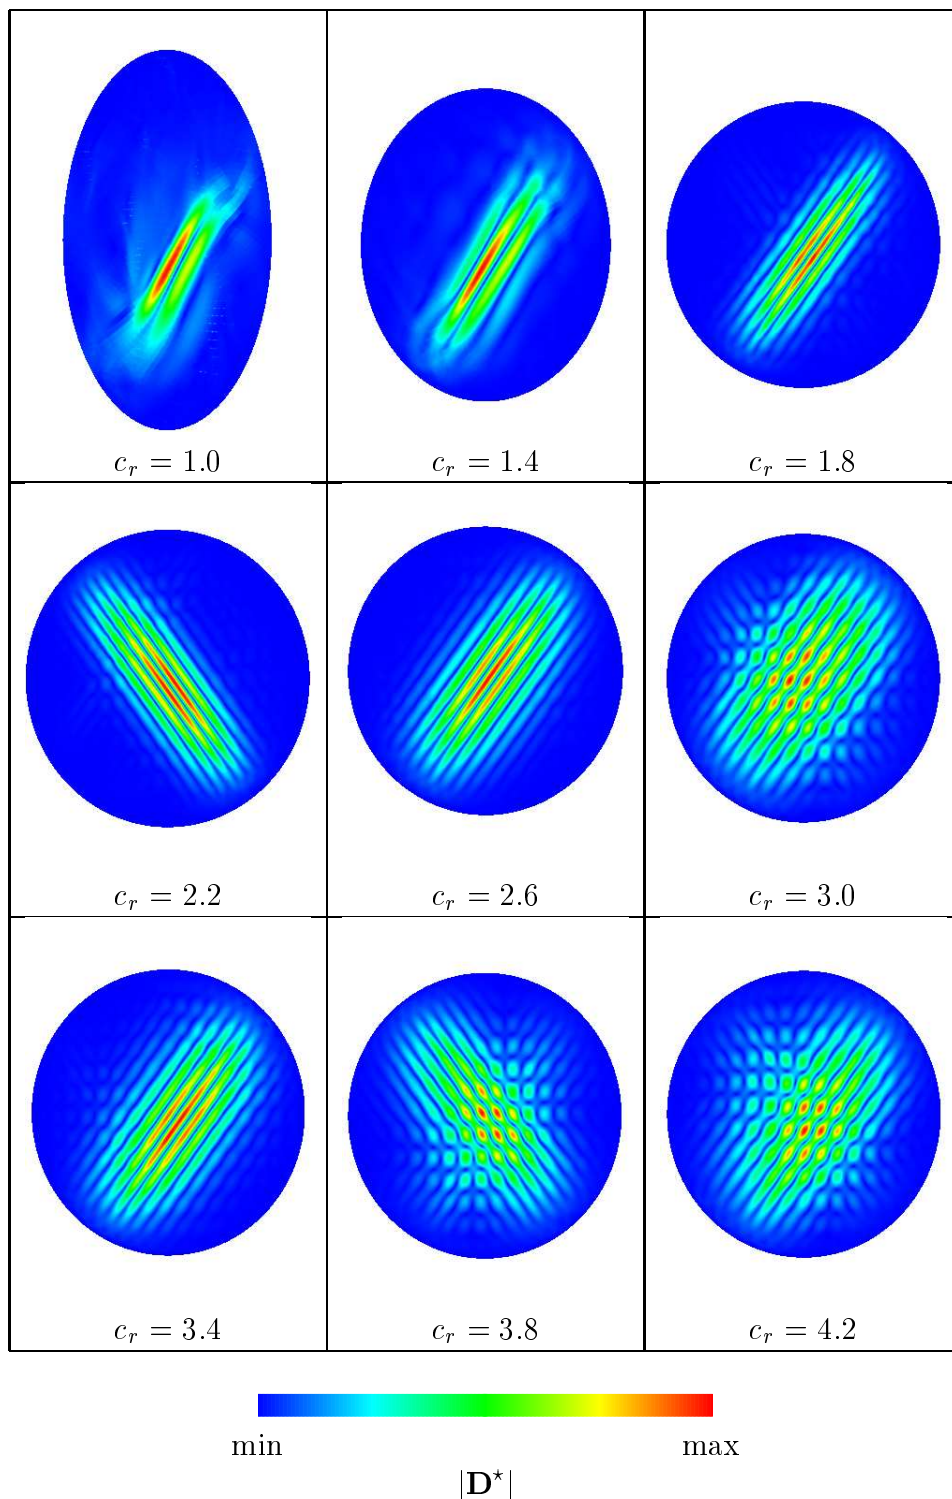 c_r = 1.0
c_r = 1.4
c_r = 1.8
c_r = 2.2
c_r = 2.6
c_r = 3.0
c_r = 3.4
c_r = 3.8
c_r = 4.2
min max
|D⋆|